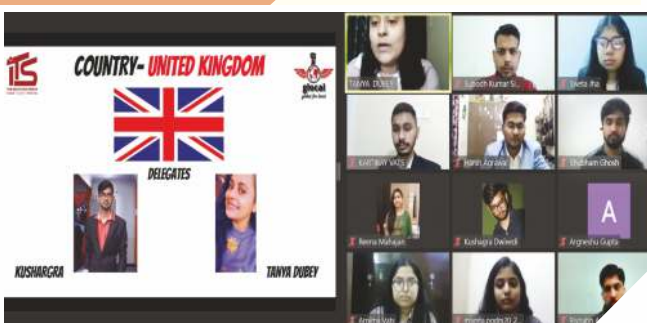 iTS
COUNTRY- UNITED KINGDOM
glocal
DELEGATES
KUSHARGRA
TANYA DUBEY
TANYA DUBEY
Subodh Kumar Si...
Jha
KARTIKAY VATS
Harsh Agrawal
Shubham Ghosh
A
Reena Mahajan
Kushagra Dwivedi
Argneshu Gupta